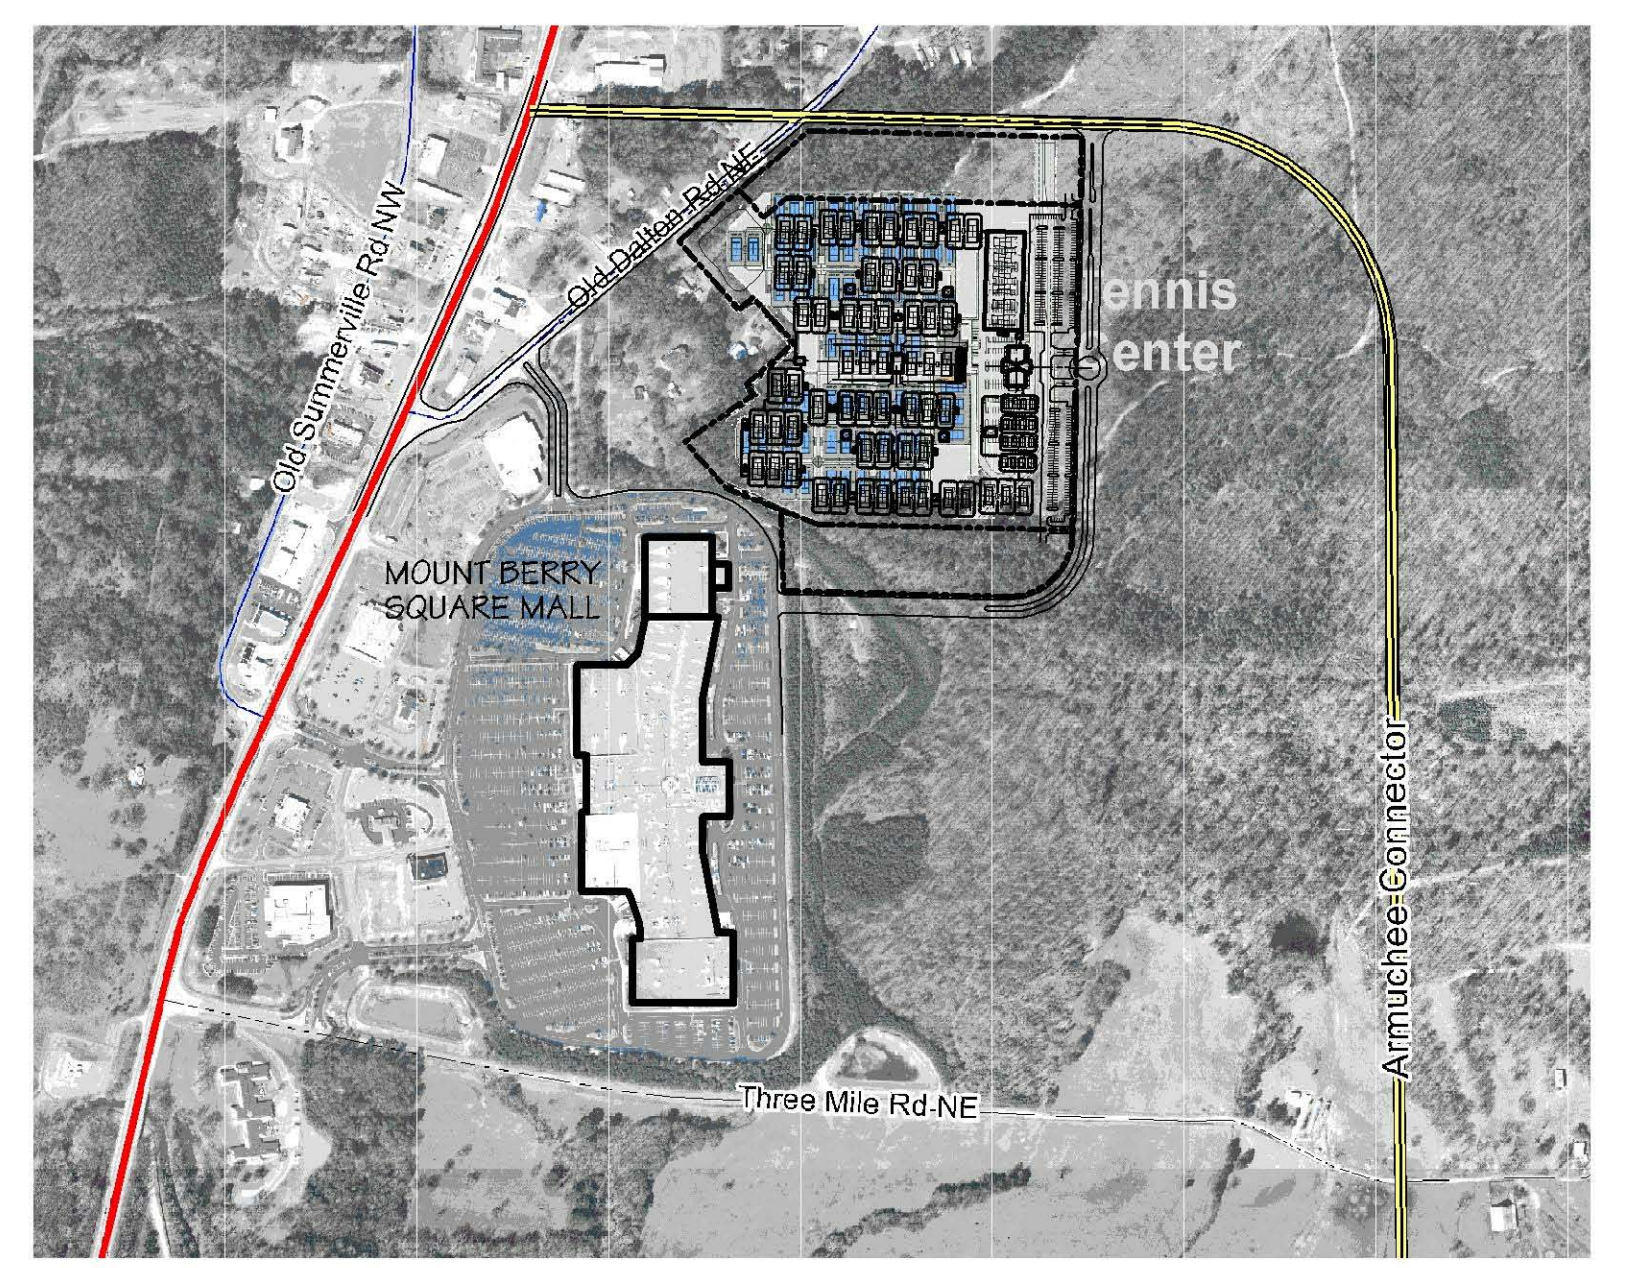 Old Summerville Rd NW
Old Dalton Rd NE
ennis
enter
MOUNT BERRY
SQUARE MALL
Armuchee Connector
Three Mile Rd NE